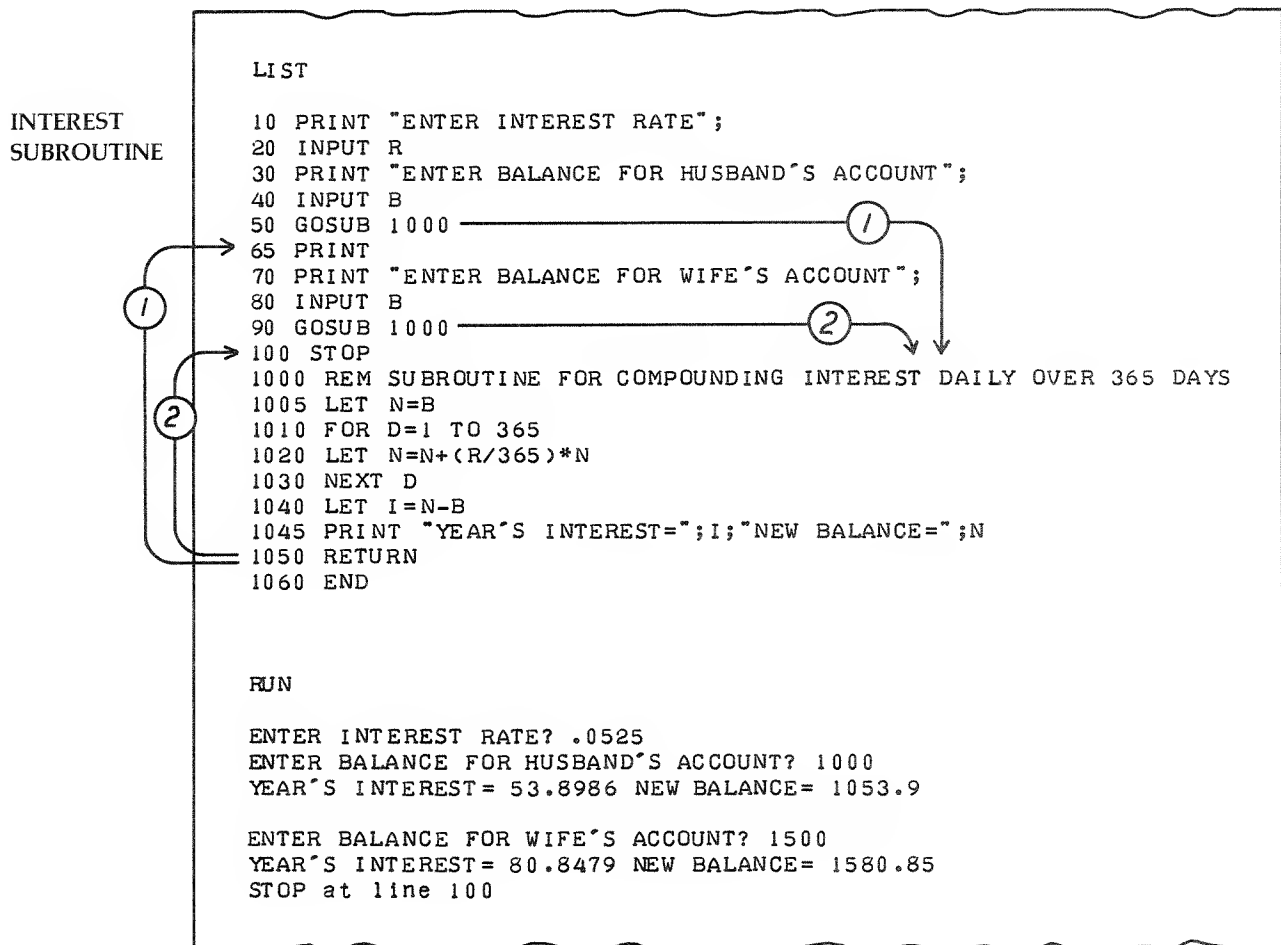 INTEREST
SUBROUTINE
LIST
10 PRINT "ENTER INTEREST RATE";
20 INPUT R
30 PRINT "ENTER BALANCE FOR HUSBAND´S ACCOUNT";
40 INPUT B
50 GOSUB 1000
1
65 PRINT
70 PRINT "ENTER BALANCE FOR WIFE´S ACCOUNT";
1
80 INPUT B
90 GOSUB 1000
2
100 STOP
1000 REM SUBROUTINE FOR COMPOUNDING INTEREST DAILY OVER 365 DAYS
1005 LET N=B
2
1010 FOR D=1 TO 365
1020 LET N=N+(R/365)*N
1030 NEXT D
1040 LET I=N-B
1045 PRINT "YEAR´S INTEREST=";I;"NEW BALANCE=";N
1050 RETURN
1060 END
RUN
ENTER INTEREST RATE? .0525
ENTER BALANCE FOR HUSBAND´S ACCOUNT? 1000
YEAR´S INTEREST= 53.8986 NEW BALANCE= 1053.9
ENTER BALANCE FOR WIFE´S ACCOUNT? 1500
YEAR´S INTEREST= 80.8479 NEW BALANCE= 1580.85
STOP at line 100